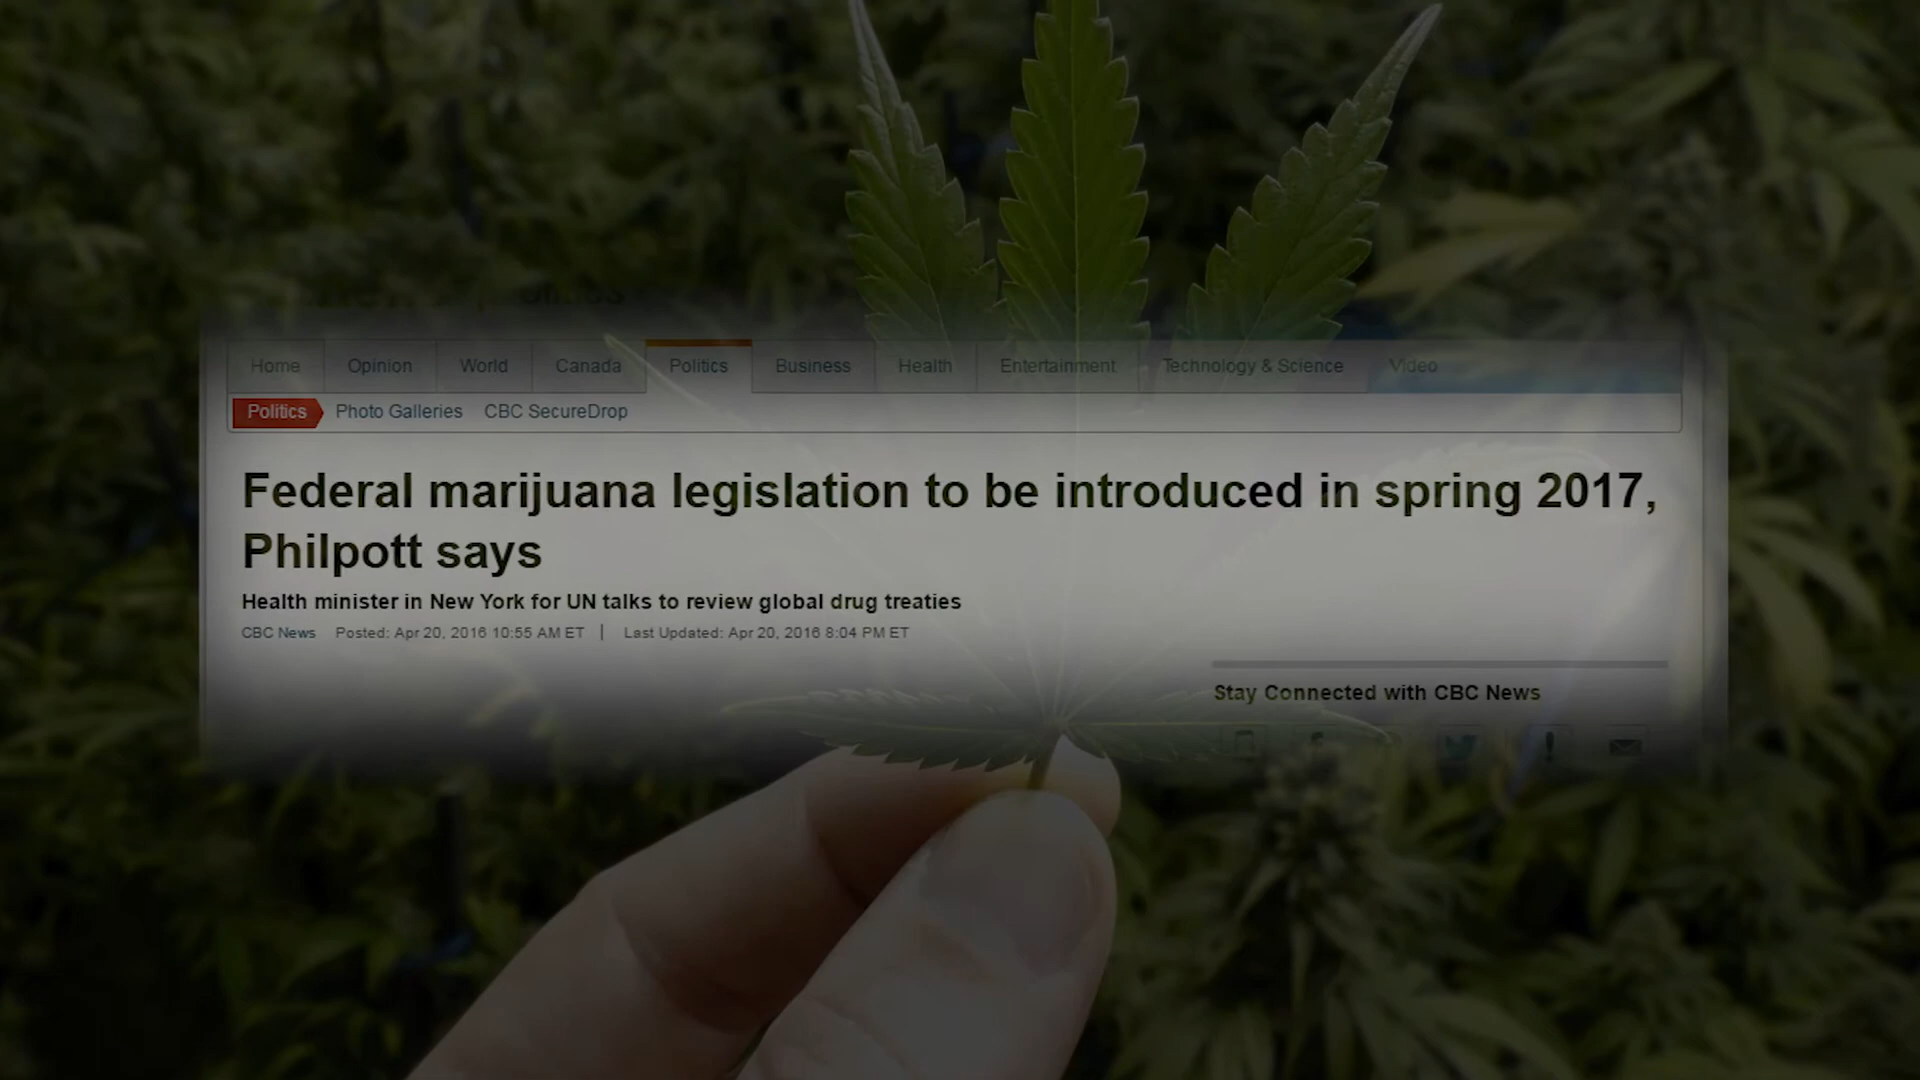 Home Opinion World Canada Politics Business Health Entertainment Technology & Science Video
Politics Photo Galleries CBC SecureDrop
Federal marijuana legislation to be introduced in spring 2017,
Philpott says
Health minister in New York for UN talks to review global drug treaties
CBC News Posted: Apr 20, 2016 10:55 AM ET | Last Updated: Apr 20, 2016 8:04 PM ET
Stay Connected with CBC News